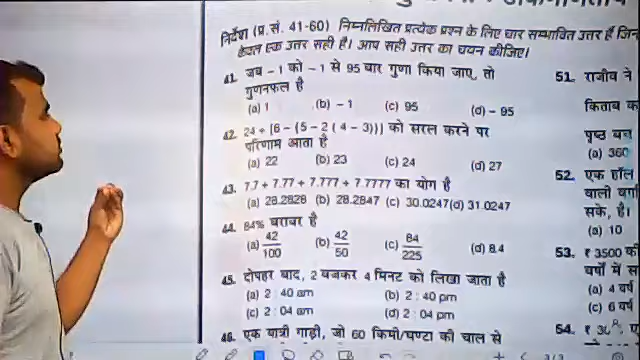 निर्देश (प्र.सं. 41-60) निम्नलिखित प्रत्येक प्रश्न के लिए चार सम्भावित उत्तर हैं जिन
केवल एक उत्तर सही है। आप सही उत्तर का चयन कीजिए।
41. जब – 1 को – 1 से 95 बार गुणा किया जाए, तो
गुणनफल है
(a) 1 (b) – 1 (c) 95 (d) – 95
42. 24 ÷ [6 – {5 – 2 ( 4 – 3)}] को सरल करने पर
परिणाम आता है
(a) 22 (b) 23 (c) 24 (d) 27
43. 7.7 + 7.77 + 7.777 + 7.7777 का योग है
(a) 28.2828 (b) 28.2847 (c) 30.0247 (d) 31.0247
44. 84% बराबर है
(a) 42/100 (b) 42/50 (c) 84/225 (d) 8.4
45. दोपहर बाद, 2 बजकर 4 मिनट को लिखा जाता है
(a) 2 : 40 am (b) 2 : 40 pm
(c) 2 : 04 am (d) 2 : 04 pm
46. एक यात्री गाड़ी, जो 60 किमी/घण्टा की चाल से
51. राजीव ने
किताब क
पृष्ठ बच
(a) 360
52. एक हॉल
वाली वर्गा
सके, है।
(a) 10
53. ₹ 3500 क
वर्षों में स
(a) 4 वर्ष
(c) 6 वर्ष
54.